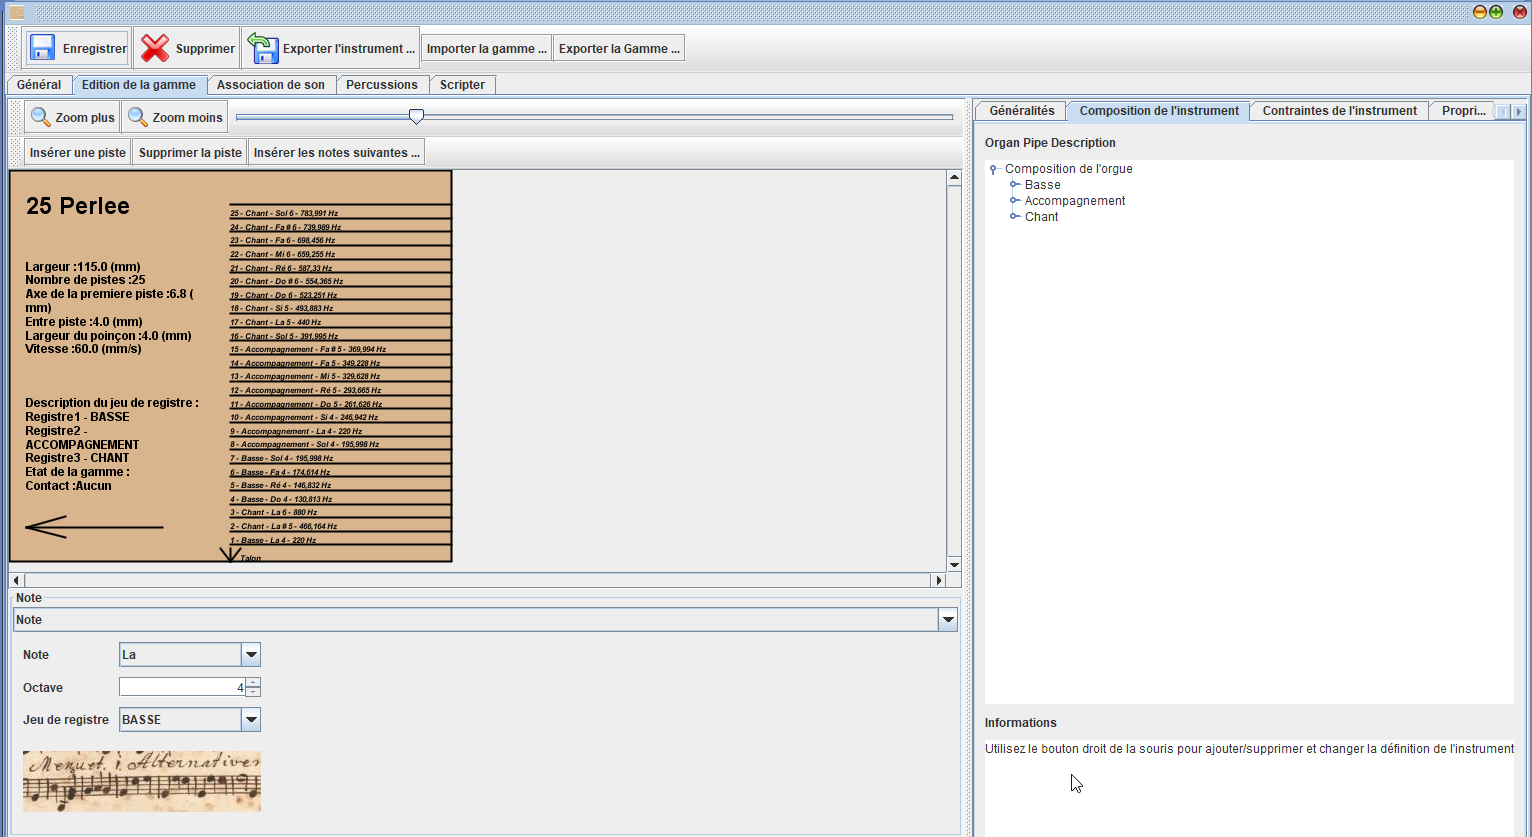 Enregistrer
Supprimer
Exporter l'instrument ...
Importer la gamme ...
Exporter la Gamme ...
Général
Edition de la gamme
Association de son
Percussions
Scripter
Zoom plus
Zoom moins
Insérer une piste
Supprimer la piste
Insérer les notes suivantes ...
25 Perlee
Largeur :115.0 (mm)
Nombre de pistes :25
Axe de la premiere piste :6.8 (
mm)
Entre piste :4.0 (mm)
Largeur du poinçon :4.0 (mm)
Vitesse :60.0 (mm/s)
Description du jeu de registre :
Registre1 - BASSE
Registre2 -
ACCOMPAGNEMENT
Registre3 - CHANT
Etat de la gamme :
Contact :Aucun
25 - Chant - Sol 6 - 783,991 Hz
24 - Chant - Fa # 6 - 739,989 Hz
23 - Chant - Fa 6 - 698,456 Hz
22 - Chant - Mi 6 - 659,255 Hz
21 - Chant - Ré 6 - 587,33 Hz
20 - Chant - Do # 6 - 554,365 Hz
19 - Chant - Do 6 - 523,251 Hz
18 - Chant - Si 5 - 493,883 Hz
17 - Chant - La 5 - 440 Hz
16 - Chant - Sol 5 - 391,995 Hz
15 - Accompagnement - Fa # 5 - 369,994 Hz
14 - Accompagnement - Fa 5 - 349,228 Hz
13 - Accompagnement - Mi 5 - 329,628 Hz
12 - Accompagnement - Ré 5 - 293,665 Hz
11 - Accompagnement - Do 5 - 261,626 Hz
10 - Accompagnement - Si 4 - 246,942 Hz
9 - Accompagnement - La 4 - 220 Hz
8 - Accompagnement - Sol 4 - 195,998 Hz
7 - Basse - Sol 4 - 195,998 Hz
6 - Basse - Fa 4 - 174,614 Hz
5 - Basse - Ré 4 - 146,832 Hz
4 - Basse - Do 4 - 130,813 Hz
3 - Chant - La 6 - 880 Hz
2 - Chant - La # 5 - 466,164 Hz
1 - Basse - La 4 - 220 Hz
Talon
Note
Note
Note
La
Octave
4
Jeu de registre
BASSE
Menuet. 1. Alternativem
Généralités
Composition de l'instrument
Contraintes de l'instrument
Propri...
Organ Pipe Description
Composition de l'orgue
Basse
Accompagnement
Chant
Informations
Utilisez le bouton droit de la souris pour ajouter/supprimer et changer la définition de l'instrument